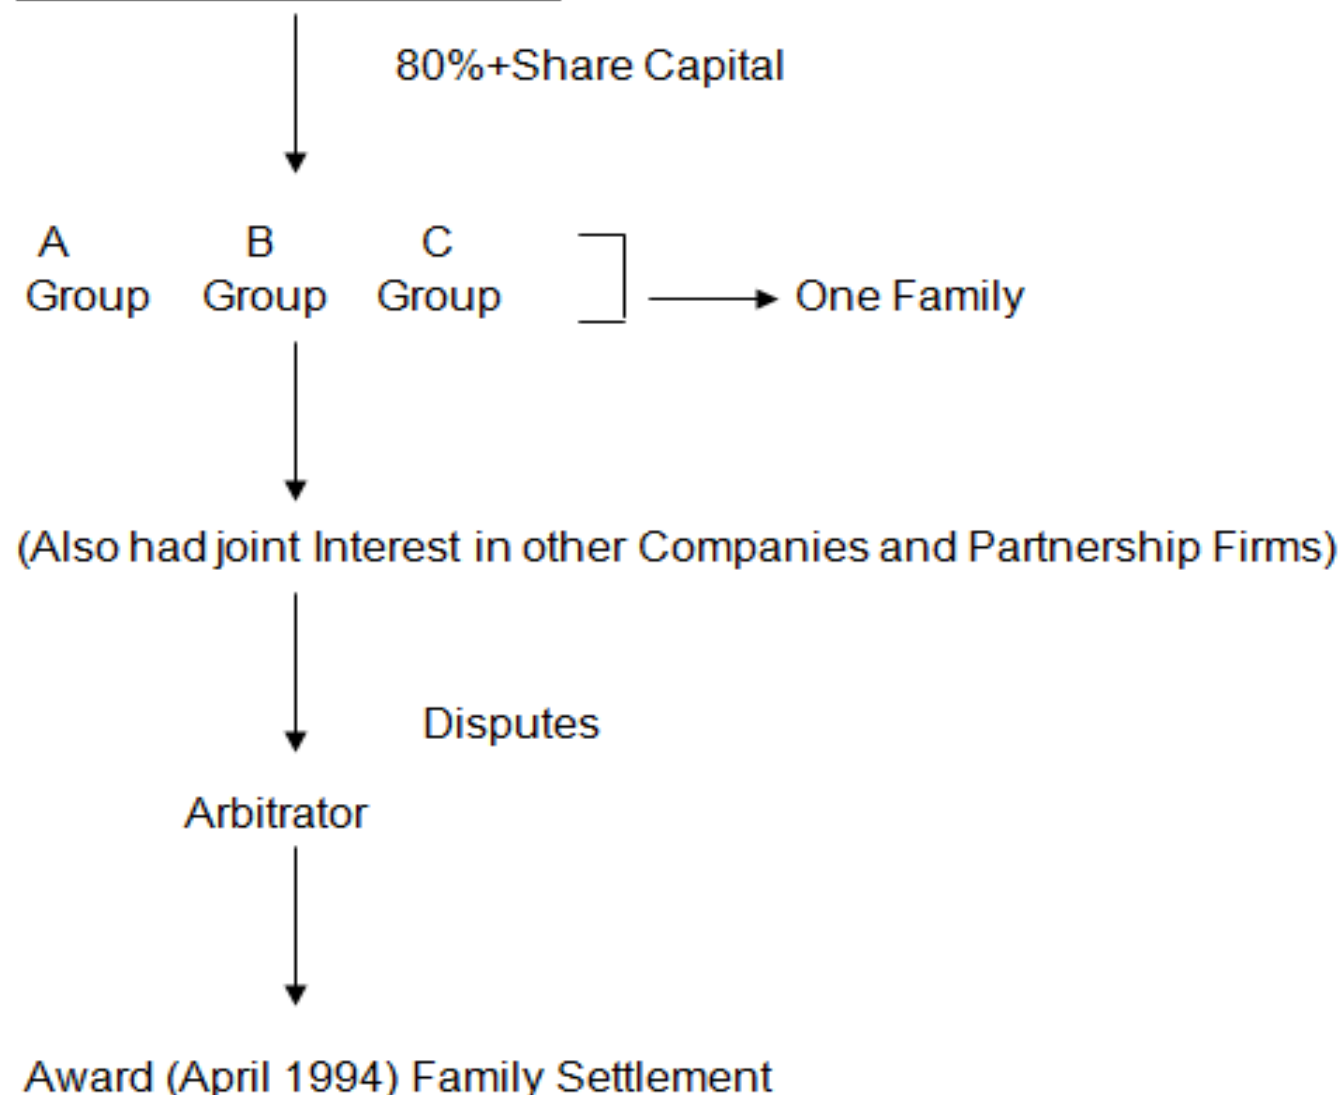 80%+Share Capital
A B C
Group Group Group
One Family
(Also had joint Interest in other Companies and Partnership Firms)
Disputes
Arbitrator
Award (April 1994) Family Settlement